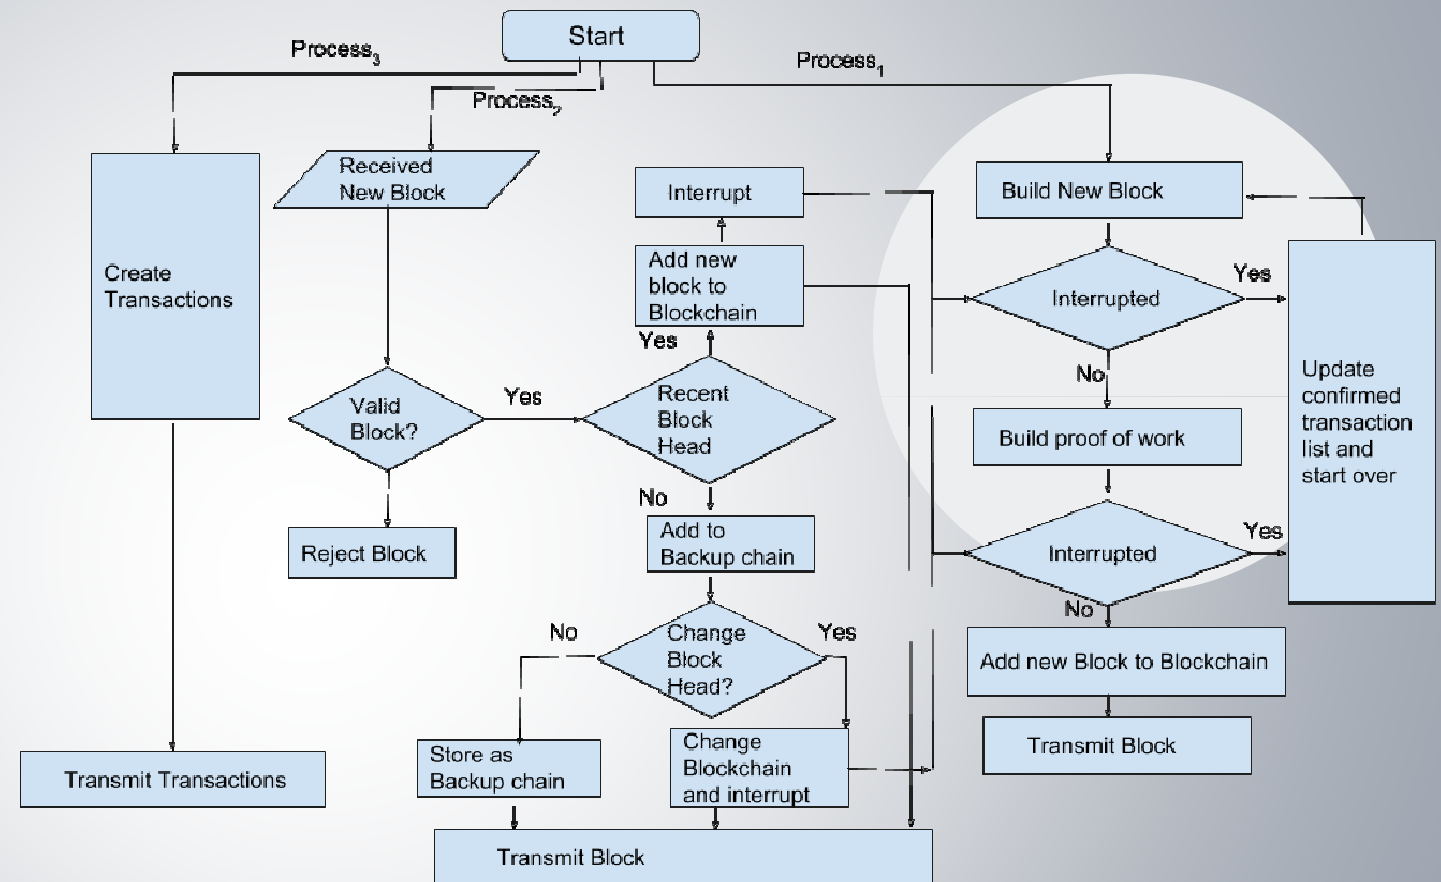 Start
Process3
Process1
Process2
Received
New Block
Interrupt
Build New Block
Create
Transactions
Add new
block to
Blockchain
Interrupted
Yes
Yes
No
Update
confirmed
transaction
list and
start over
Valid
Block?
Yes
Recent
Block
Head
Build proof of work
No
Reject Block
Add to
Backup chain
Interrupted
Yes
No
No
Change
Block
Head?
Yes
Add new Block to Blockchain
Transmit Transactions
Store as
Backup chain
Change
Blockchain
and interrupt
Transmit Block
Transmit Block